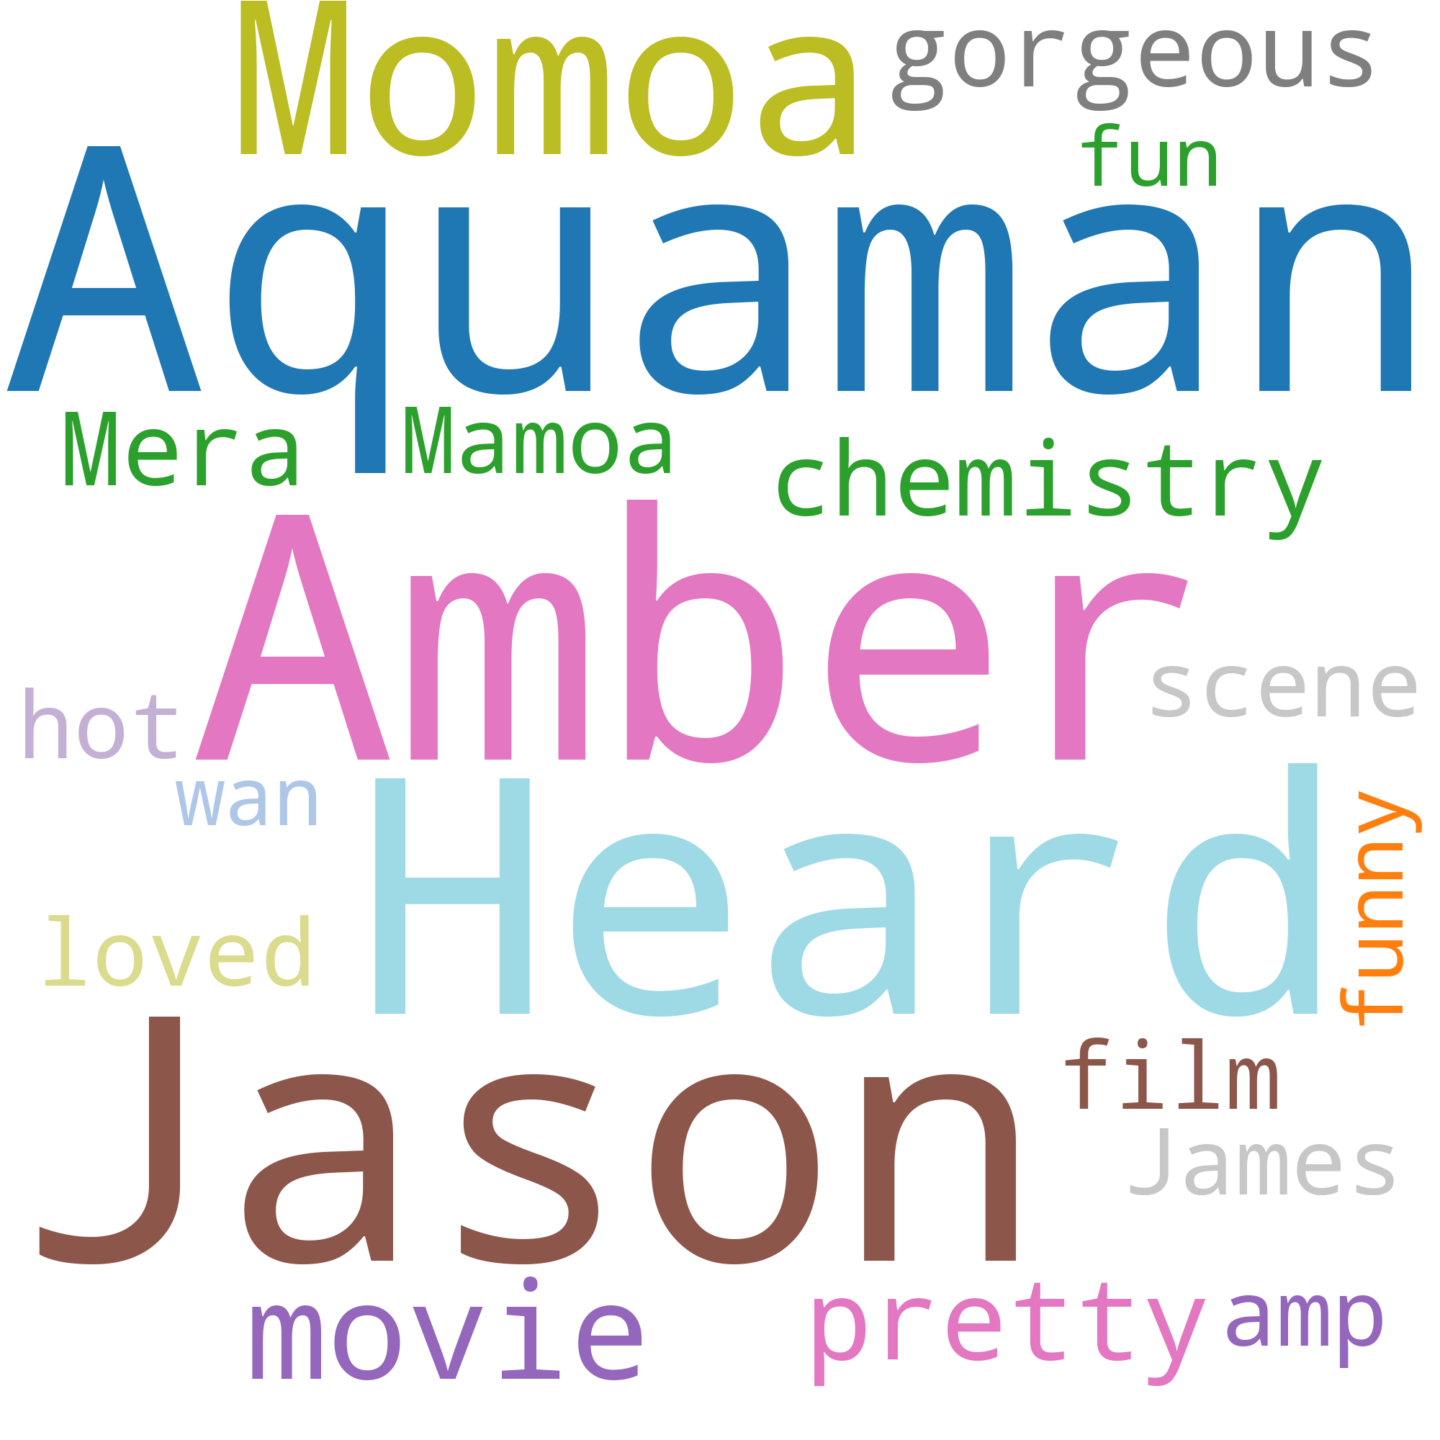 Momoa
gorgeous
fun
Aquaman
Mera
Mamoa
chemistry
Amber
scene
hot
wan
Heard
funny
loved
Jason
film
James
movie
pretty
amp